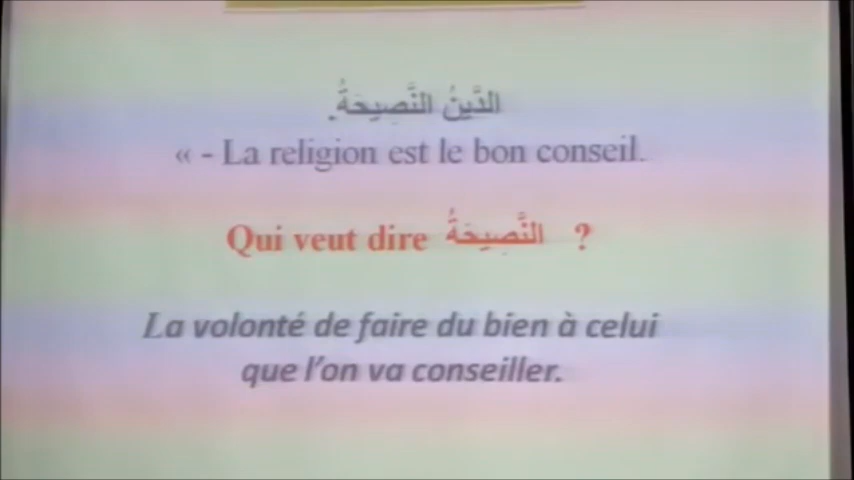 الدَّينُ النَّصِيحَةُ.
« - La religion est le bon conseil.
Qui veut dire النَّصِيحَةُ ?
La volonté de faire du bien à celui
que l’on va conseiller.